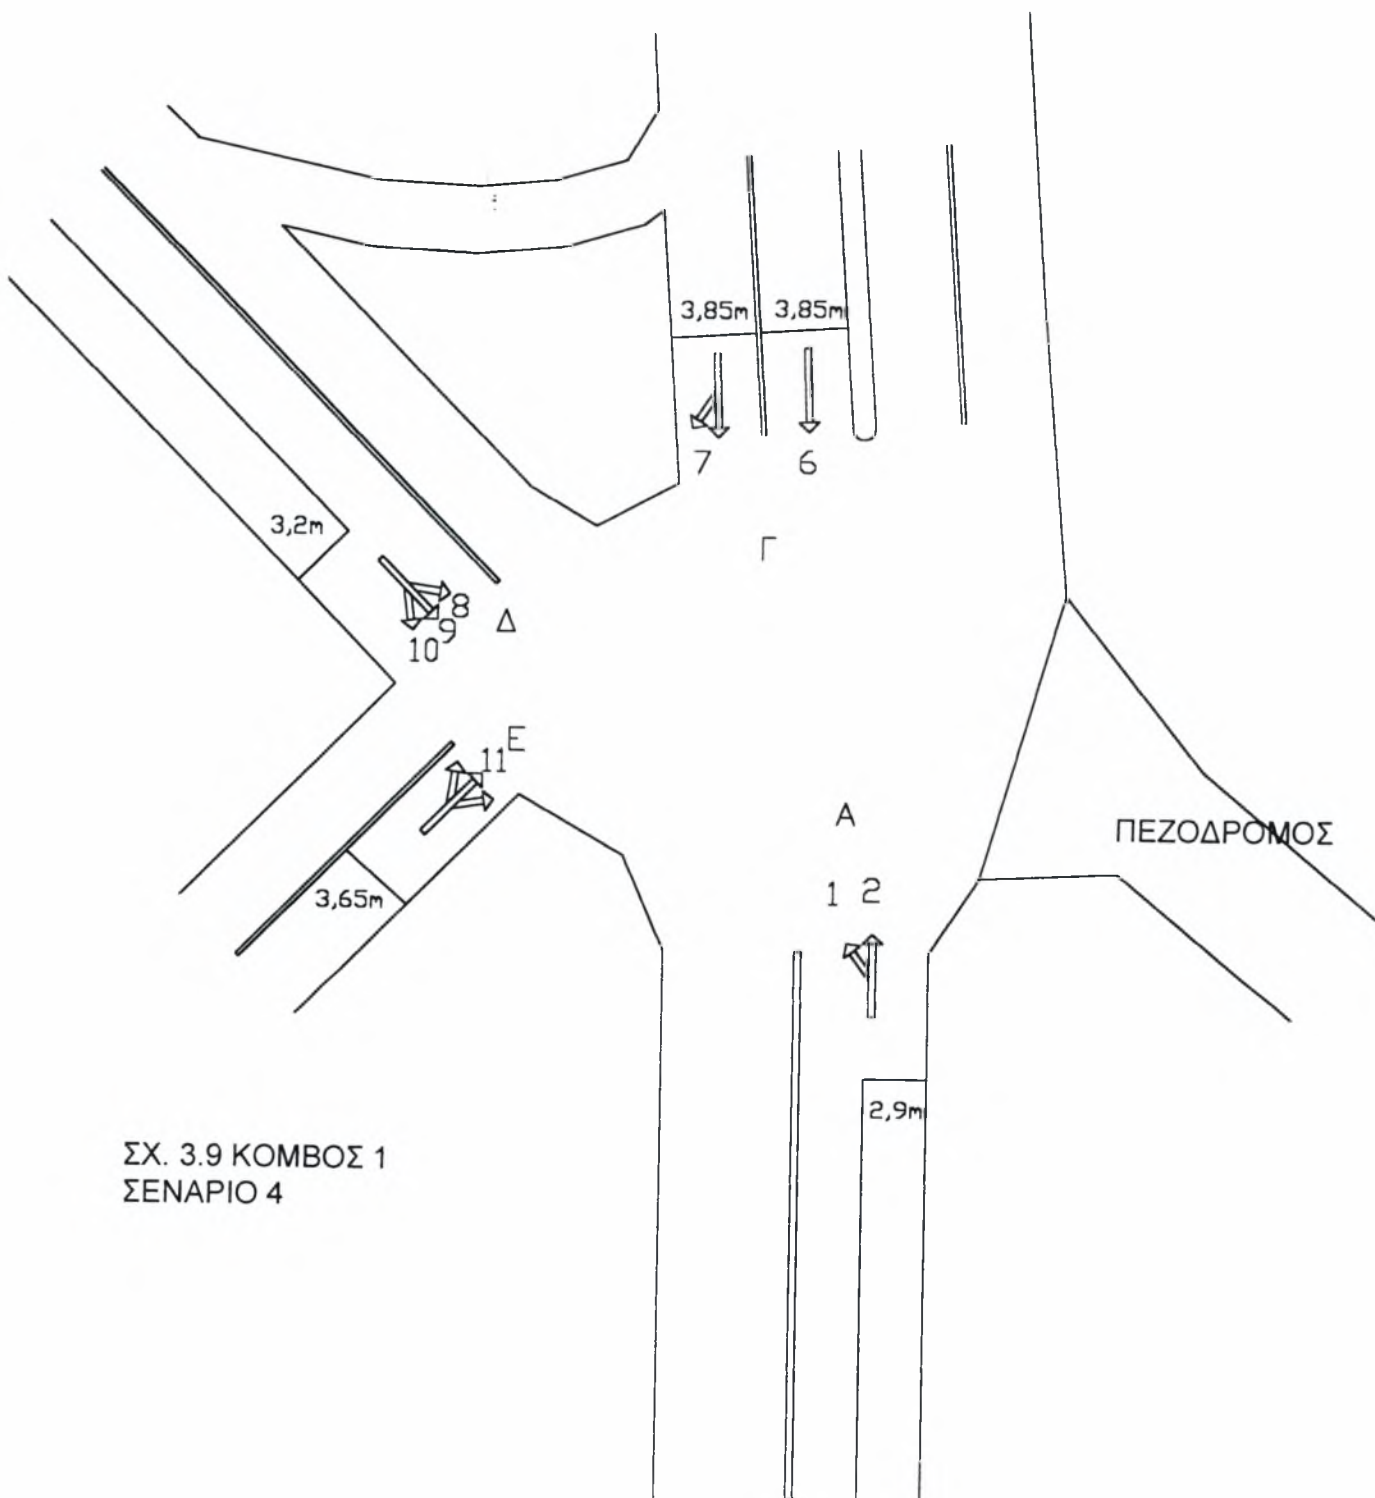 3,85m 3,85m
7 6
Γ
3,2m
8
9
10
Δ
Ε
11
3,65m
Α
1 2
ΠΕΖΟΔΡΟΜΟΣ
2,9m
ΣΧ. 3.9 ΚΟΜΒΟΣ 1
ΣΕΝΑΡΙΟ 4